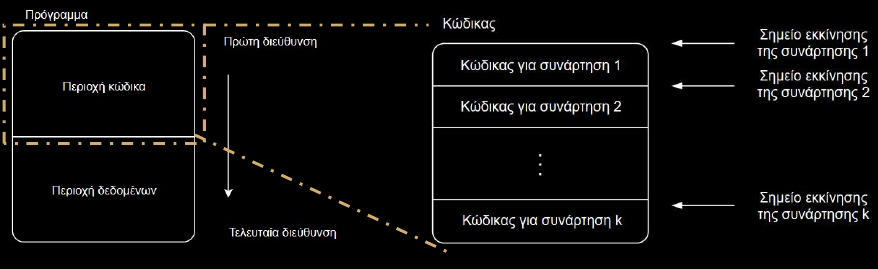 Πρόγραμμα
Περιοχή κώδικα
Περιοχή δεδομένων
Πρώτη διεύθυνση
Τελευταία διεύθυνση
Κώδικας
Κώδικας για συνάρτηση 1
Κώδικας για συνάρτηση 2
⋮
Κώδικας για συνάρτηση k
Σημείο εκκίνησης
της συνάρτησης 1
Σημείο εκκίνησης
της συνάρτησης 2
Σημείο εκκίνησης
της συνάρτησης k